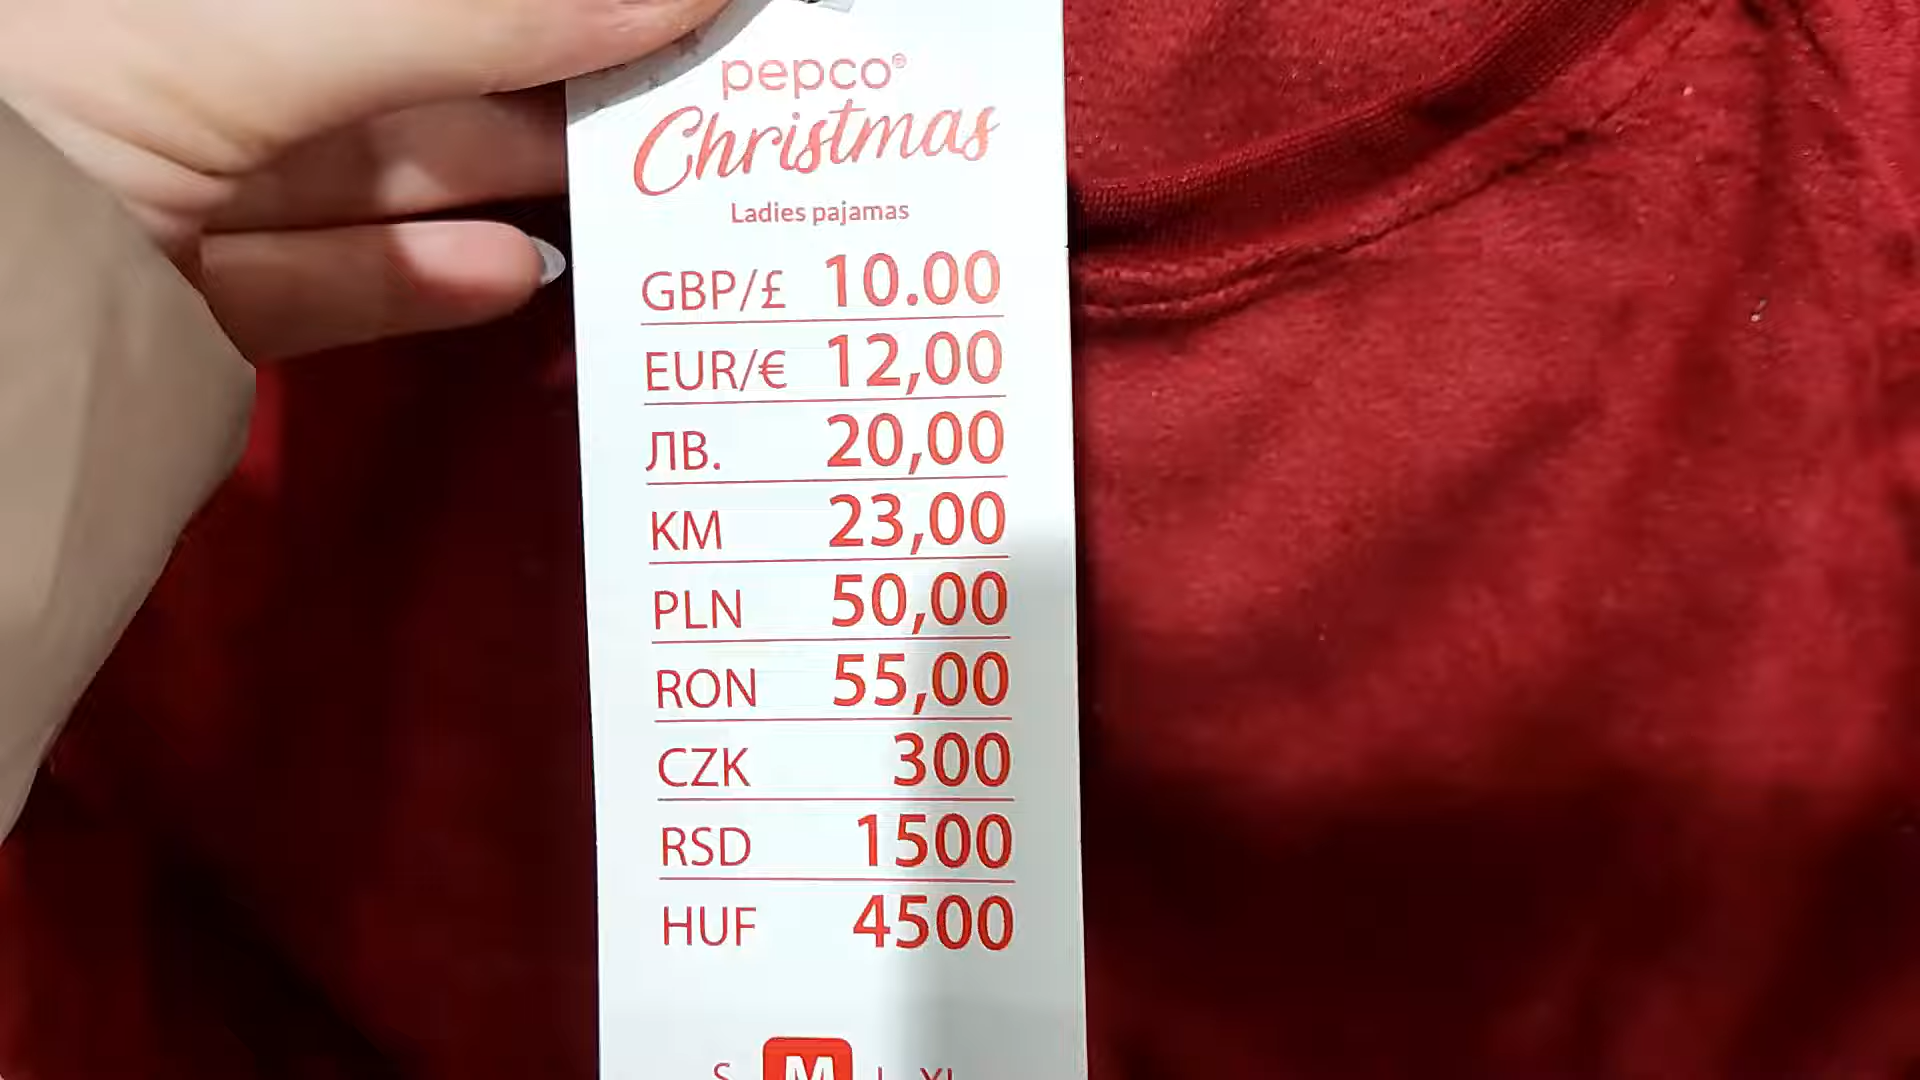 pepco®
Christmas
Ladies pajamas
GBP/£ 10.00
EUR/€ 12,00
ЛВ. 20,00
KM 23,00
PLN 50,00
RON 55,00
CZK 300
RSD 1500
HUF 4500
S M L XL